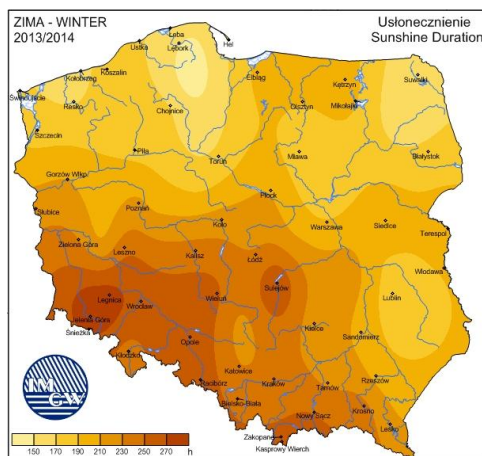 ZIMA - WINTER
2013/2014
Usłonecznienie
Sunshine Duration
Łeba
Hel
Ustka
Lębork
Koszalin
Kołobrzeg
Elbląg
Kętrzyn
Suwałki
Świnoujście
Resko
Chojnice
Olsztyn
Mikołajki
Szczecin
Piła
Toruń
Mława
Białystok
Gorzów Wlkp.
Płock
Słubice
Poznań
Koło
Warszawa
Siedlce
Terespol
Zielona Góra
Leszno
Kalisz
Łódź
Włodawa
Sulejów
Legnica
Wrocław
Wieluń
Lublin
Jelenia Góra
Śnieżka
Opole
Kielce
Sandomierz
Kłodzko
Katowice
Racibórz
Kraków
Tarnów
Rzeszów
Bielsko-Biała
Nowy Sącz
Krosno
Lesko
Zakopane
Kasprowy Wierch
IM
GW
150 170 190 210 230 250 270 h